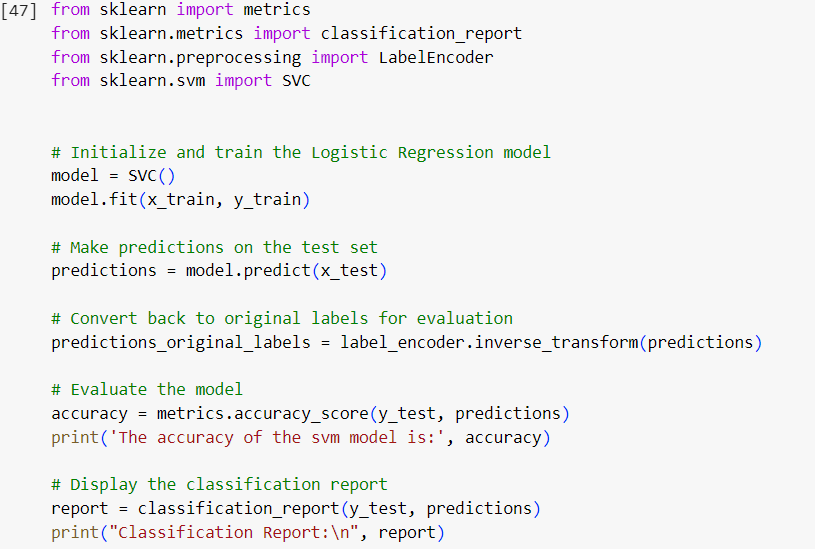 [47] from sklearn import metrics
from sklearn.metrics import classification_report
from sklearn.preprocessing import LabelEncoder
from sklearn.svm import SVC
# Initialize and train the Logistic Regression model
model = SVC()
model.fit(x_train, y_train)
# Make predictions on the test set
predictions = model.predict(x_test)
# Convert back to original labels for evaluation
predictions_original_labels = label_encoder.inverse_transform(predictions)
# Evaluate the model
accuracy = metrics.accuracy_score(y_test, predictions)
print('The accuracy of the svm model is:', accuracy)
# Display the classification report
report = classification_report(y_test, predictions)
print("Classification Report:\n", report)